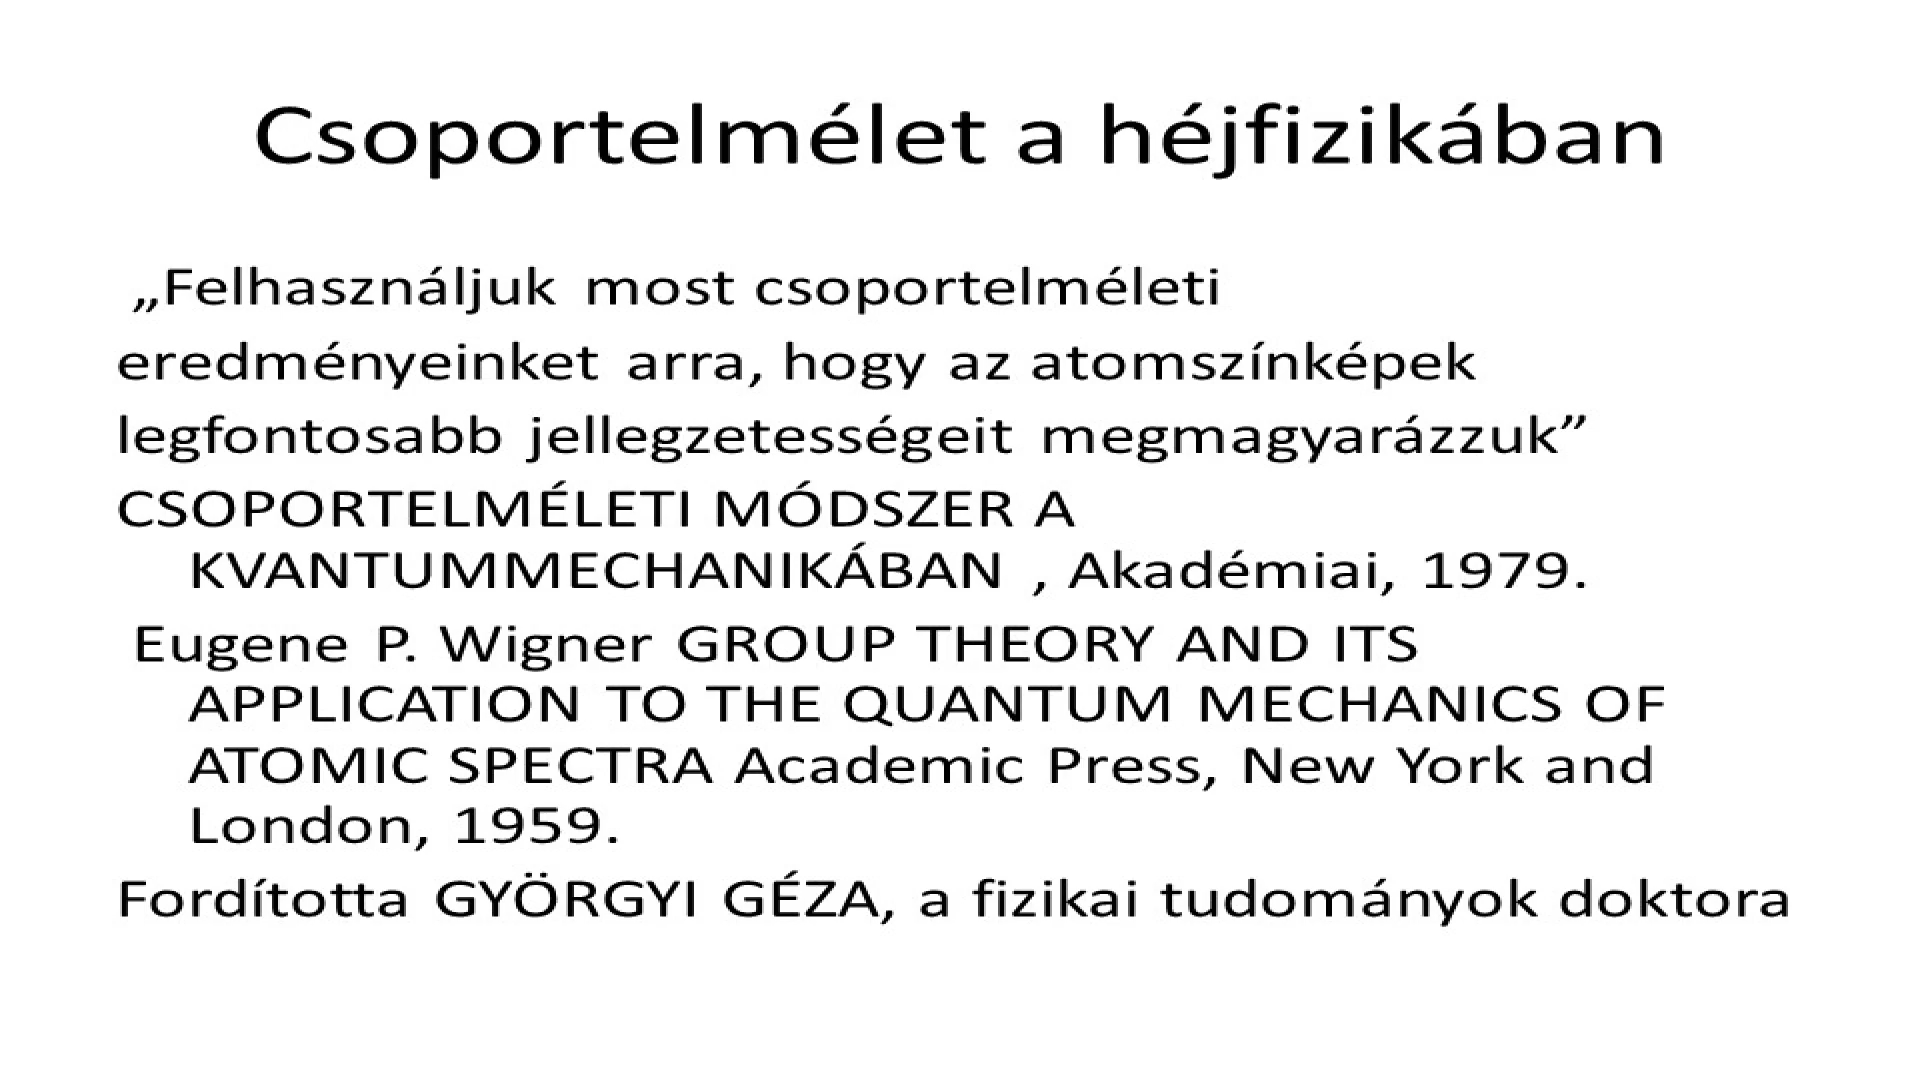 Csoportelmélet a héjfizikában
„Felhasználjuk most csoportelméleti
eredményeinket arra, hogy az atomszínképek
legfontosabb jellegzetességeit megmagyarázzuk”
CSOPORTELMÉLETI MÓDSZER A
KVANTUMMECHANIKÁBAN , Akadémiai, 1979.
Eugene P. Wigner GROUP THEORY AND ITS
APPLICATION TO THE QUANTUM MECHANICS OF
ATOMIC SPECTRA Academic Press, New York and
London, 1959.
Fordította GYÖRGYI GÉZA, a fizikai tudományok doktora